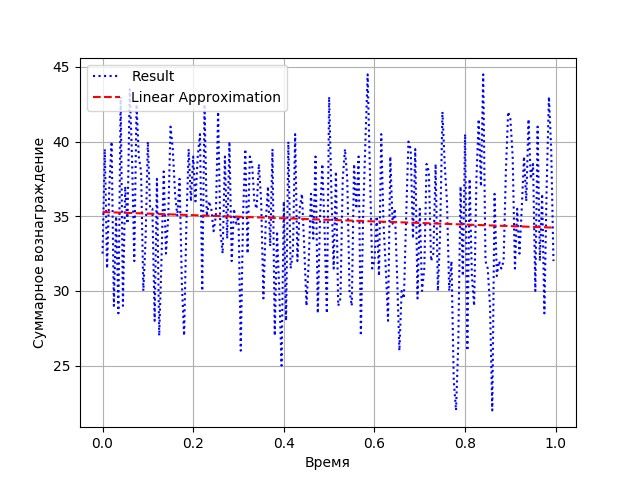 Result
Linear Approximation
Суммарное вознаграждение
45
40
35
30
25
0.0 0.2 0.4 0.6 0.8 1.0
Время